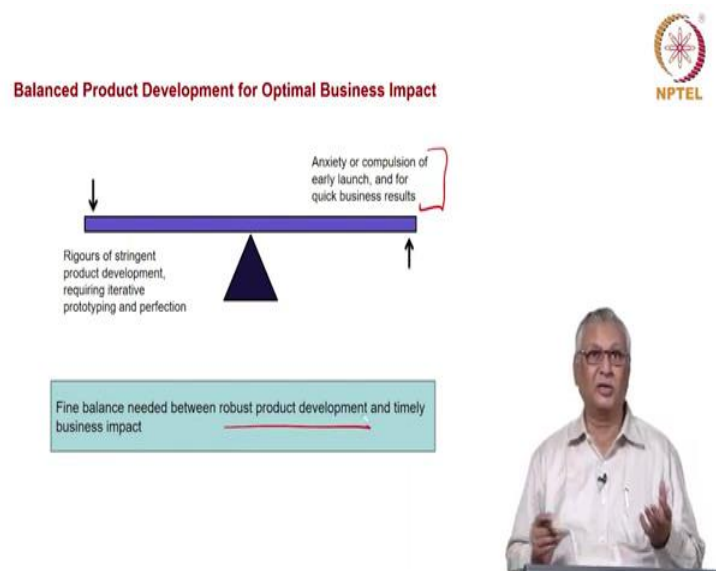 NPTEL
Balanced Product Development for Optimal Business Impact
Anxiety or compulsion of
early launch, and for
quick business results
Rigours of stringent
product development,
requiring iterative
prototyping and perfection
Fine balance needed between robust product development and timely
business impact